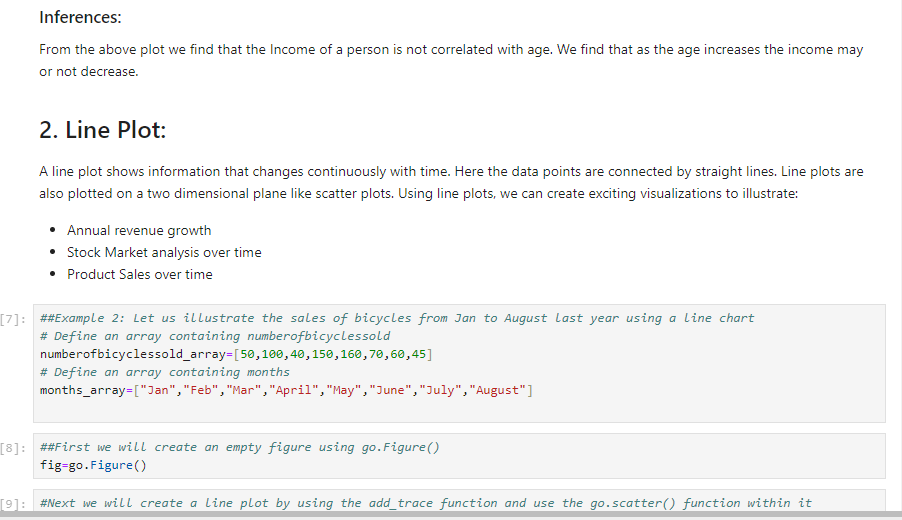 Inferences:
From the above plot we find that the Income of a person is not correlated with age. We find that as the age increases the income may
or not decrease.
2. Line Plot:
A line plot shows information that changes continuously with time. Here the data points are connected by straight lines. Line plots are
also plotted on a two dimensional plane like scatter plots. Using line plots, we can create exciting visualizations to illustrate:
• Annual revenue growth
• Stock Market analysis over time
• Product Sales over time
[7]: ##Example 2: Let us illustrate the sales of bicycles from Jan to August last year using a line chart
# Define an array containing numberofbicyclessold
numberofbicyclessold_array=[50,100,40,150,160,70,60,45]
# Define an array containing months
months_array=["Jan","Feb","Mar","April","May","June","July","August"]
[8]: ##First we will create an empty figure using go.Figure()
fig=go.Figure()
[9]: #Next we will create a line plot by using the add_trace function and use the go.scatter() function within it